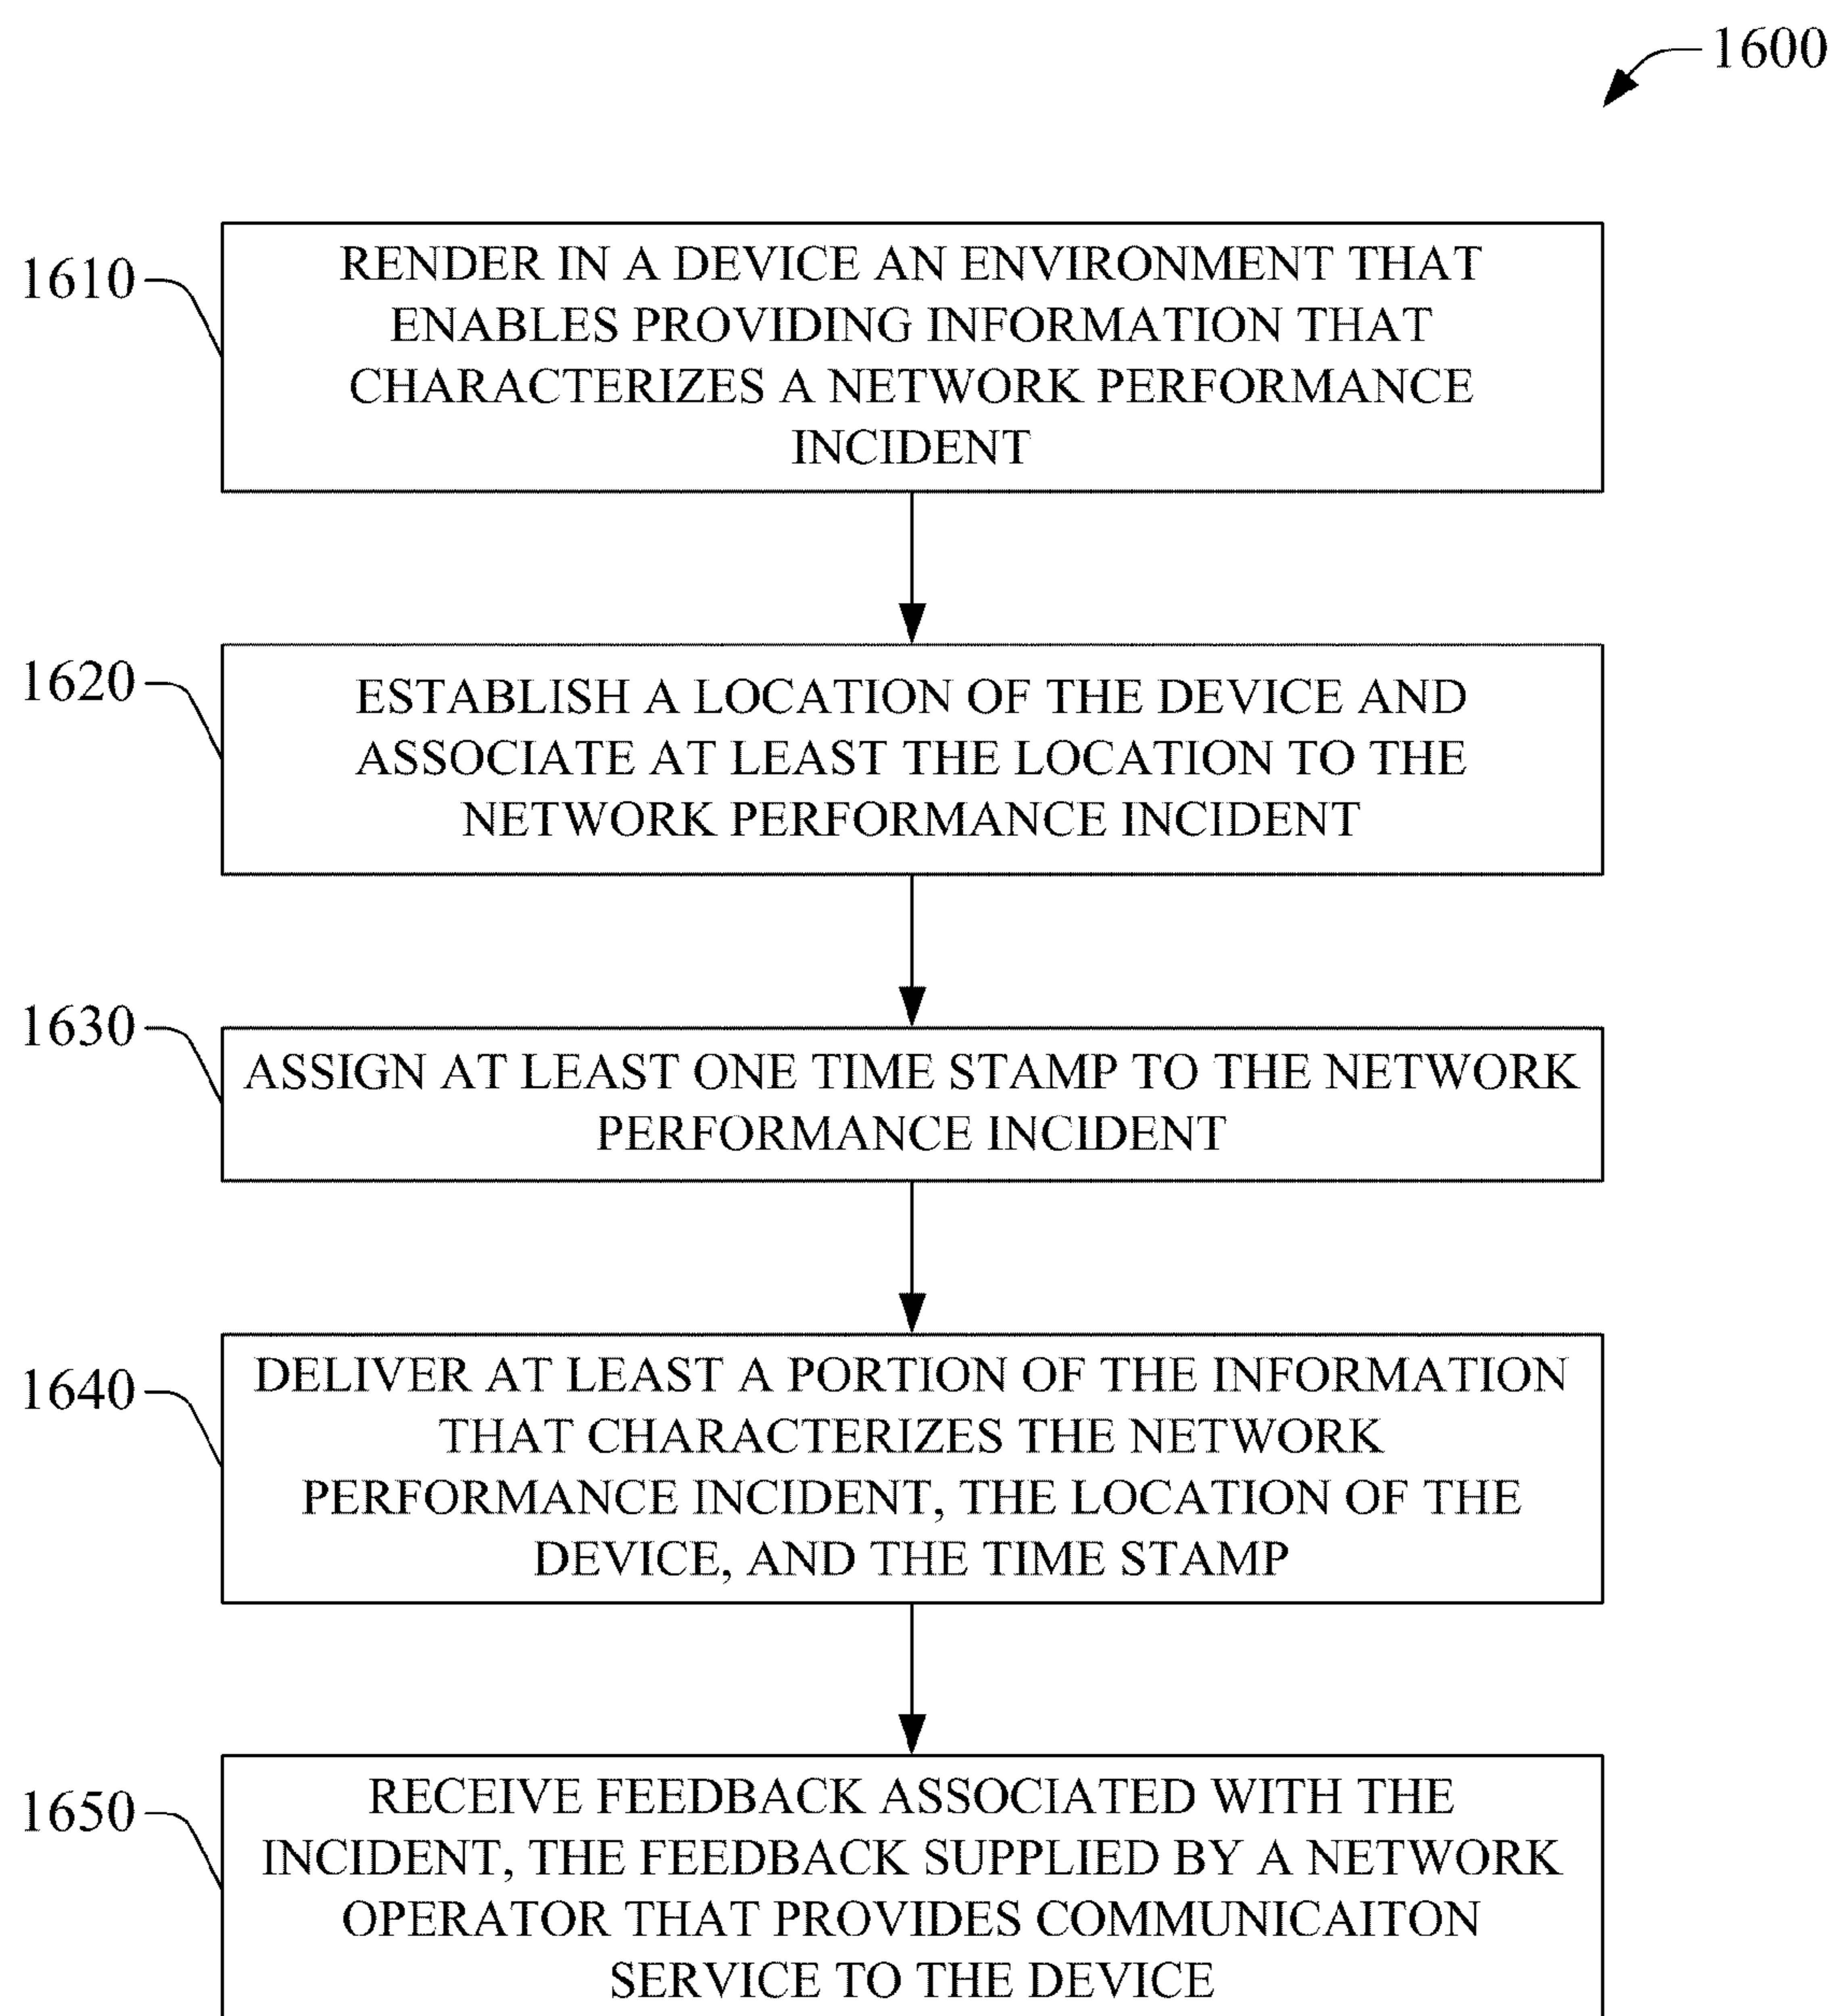 1600
1610
RENDER IN A DEVICE AN ENVIRONMENT THAT
ENABLES PROVIDING INFORMATION THAT
CHARACTERIZES A NETWORK PERFORMANCE
INCIDENT
1620
ESTABLISH A LOCATION OF THE DEVICE AND
ASSOCIATE AT LEAST THE LOCATION TO THE
NETWORK PERFORMANCE INCIDENT
1630
ASSIGN AT LEAST ONE TIME STAMP TO THE NETWORK
PERFORMANCE INCIDENT
1640
DELIVER AT LEAST A PORTION OF THE INFORMATION
THAT CHARACTERIZES THE NETWORK
PERFORMANCE INCIDENT, THE LOCATION OF THE
DEVICE, AND THE TIME STAMP
1650
RECEIVE FEEDBACK ASSOCIATED WITH THE
INCIDENT, THE FEEDBACK SUPPLIED BY A NETWORK
OPERATOR THAT PROVIDES COMMUNICAITON
SERVICE TO THE DEVICE